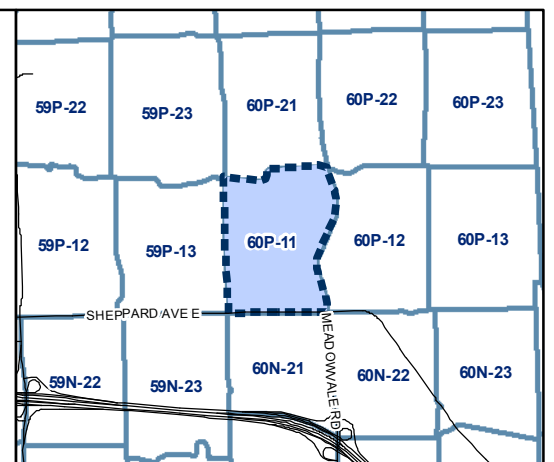 59P-22
59P-23
60P-21
60P-22
60P-23
59P-12
59P-13
60P-11
60P-12
60P-13
SHEPPARD AVE E
MEADOWVALE RD
59N-22
59N-23
60N-21
60N-22
60N-23